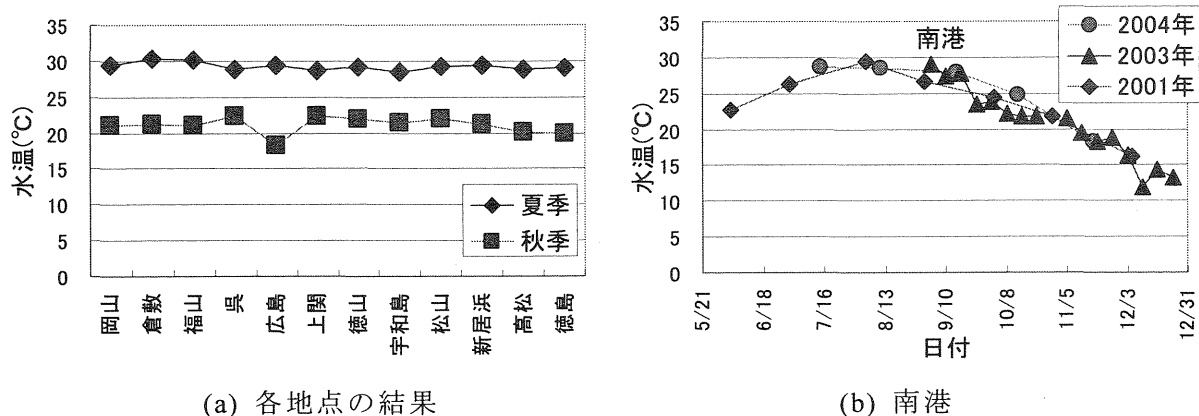 35
30
25
20
15
10
5
0
水温(℃)
夏季
秋季
岡山
倉敷
福山
呉
広島
上関
徳山
宇和島
松山
新居浜
高松
徳島
(a) 各地点の結果
35
30
25
20
15
10
5
0
水温(℃)
南港
2004年
2003年
2001年
5/21
6/18
7/16
8/13
9/10
10/8
11/5
12/3
12/31
日付
(b) 南港